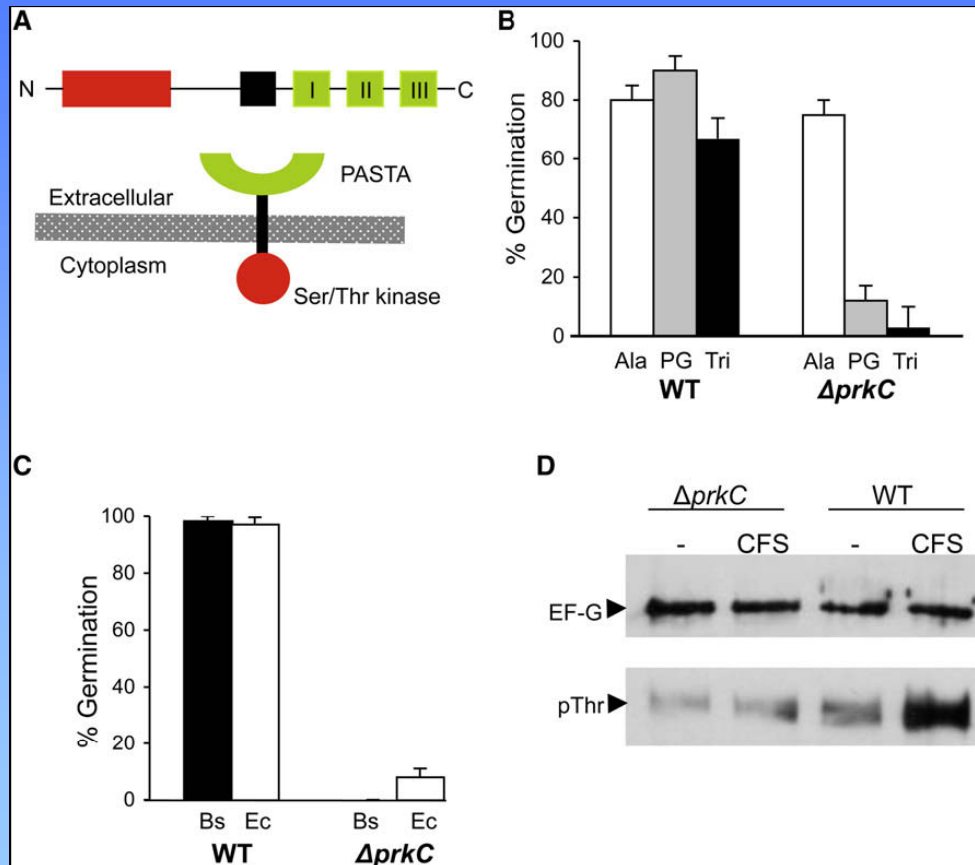 A
N I II III C
PASTA
Extracellular
Cytoplasm
Ser/Thr kinase
B
% Germination
100
80
60
40
20
0
Ala PG Tri Ala PG Tri
WT ΔprkC
C
% Germination
100
80
60
40
20
0
Bs Ec Bs Ec
WT ΔprkC
D
ΔprkC WT
- CFS - CFS
EF-G
pThr